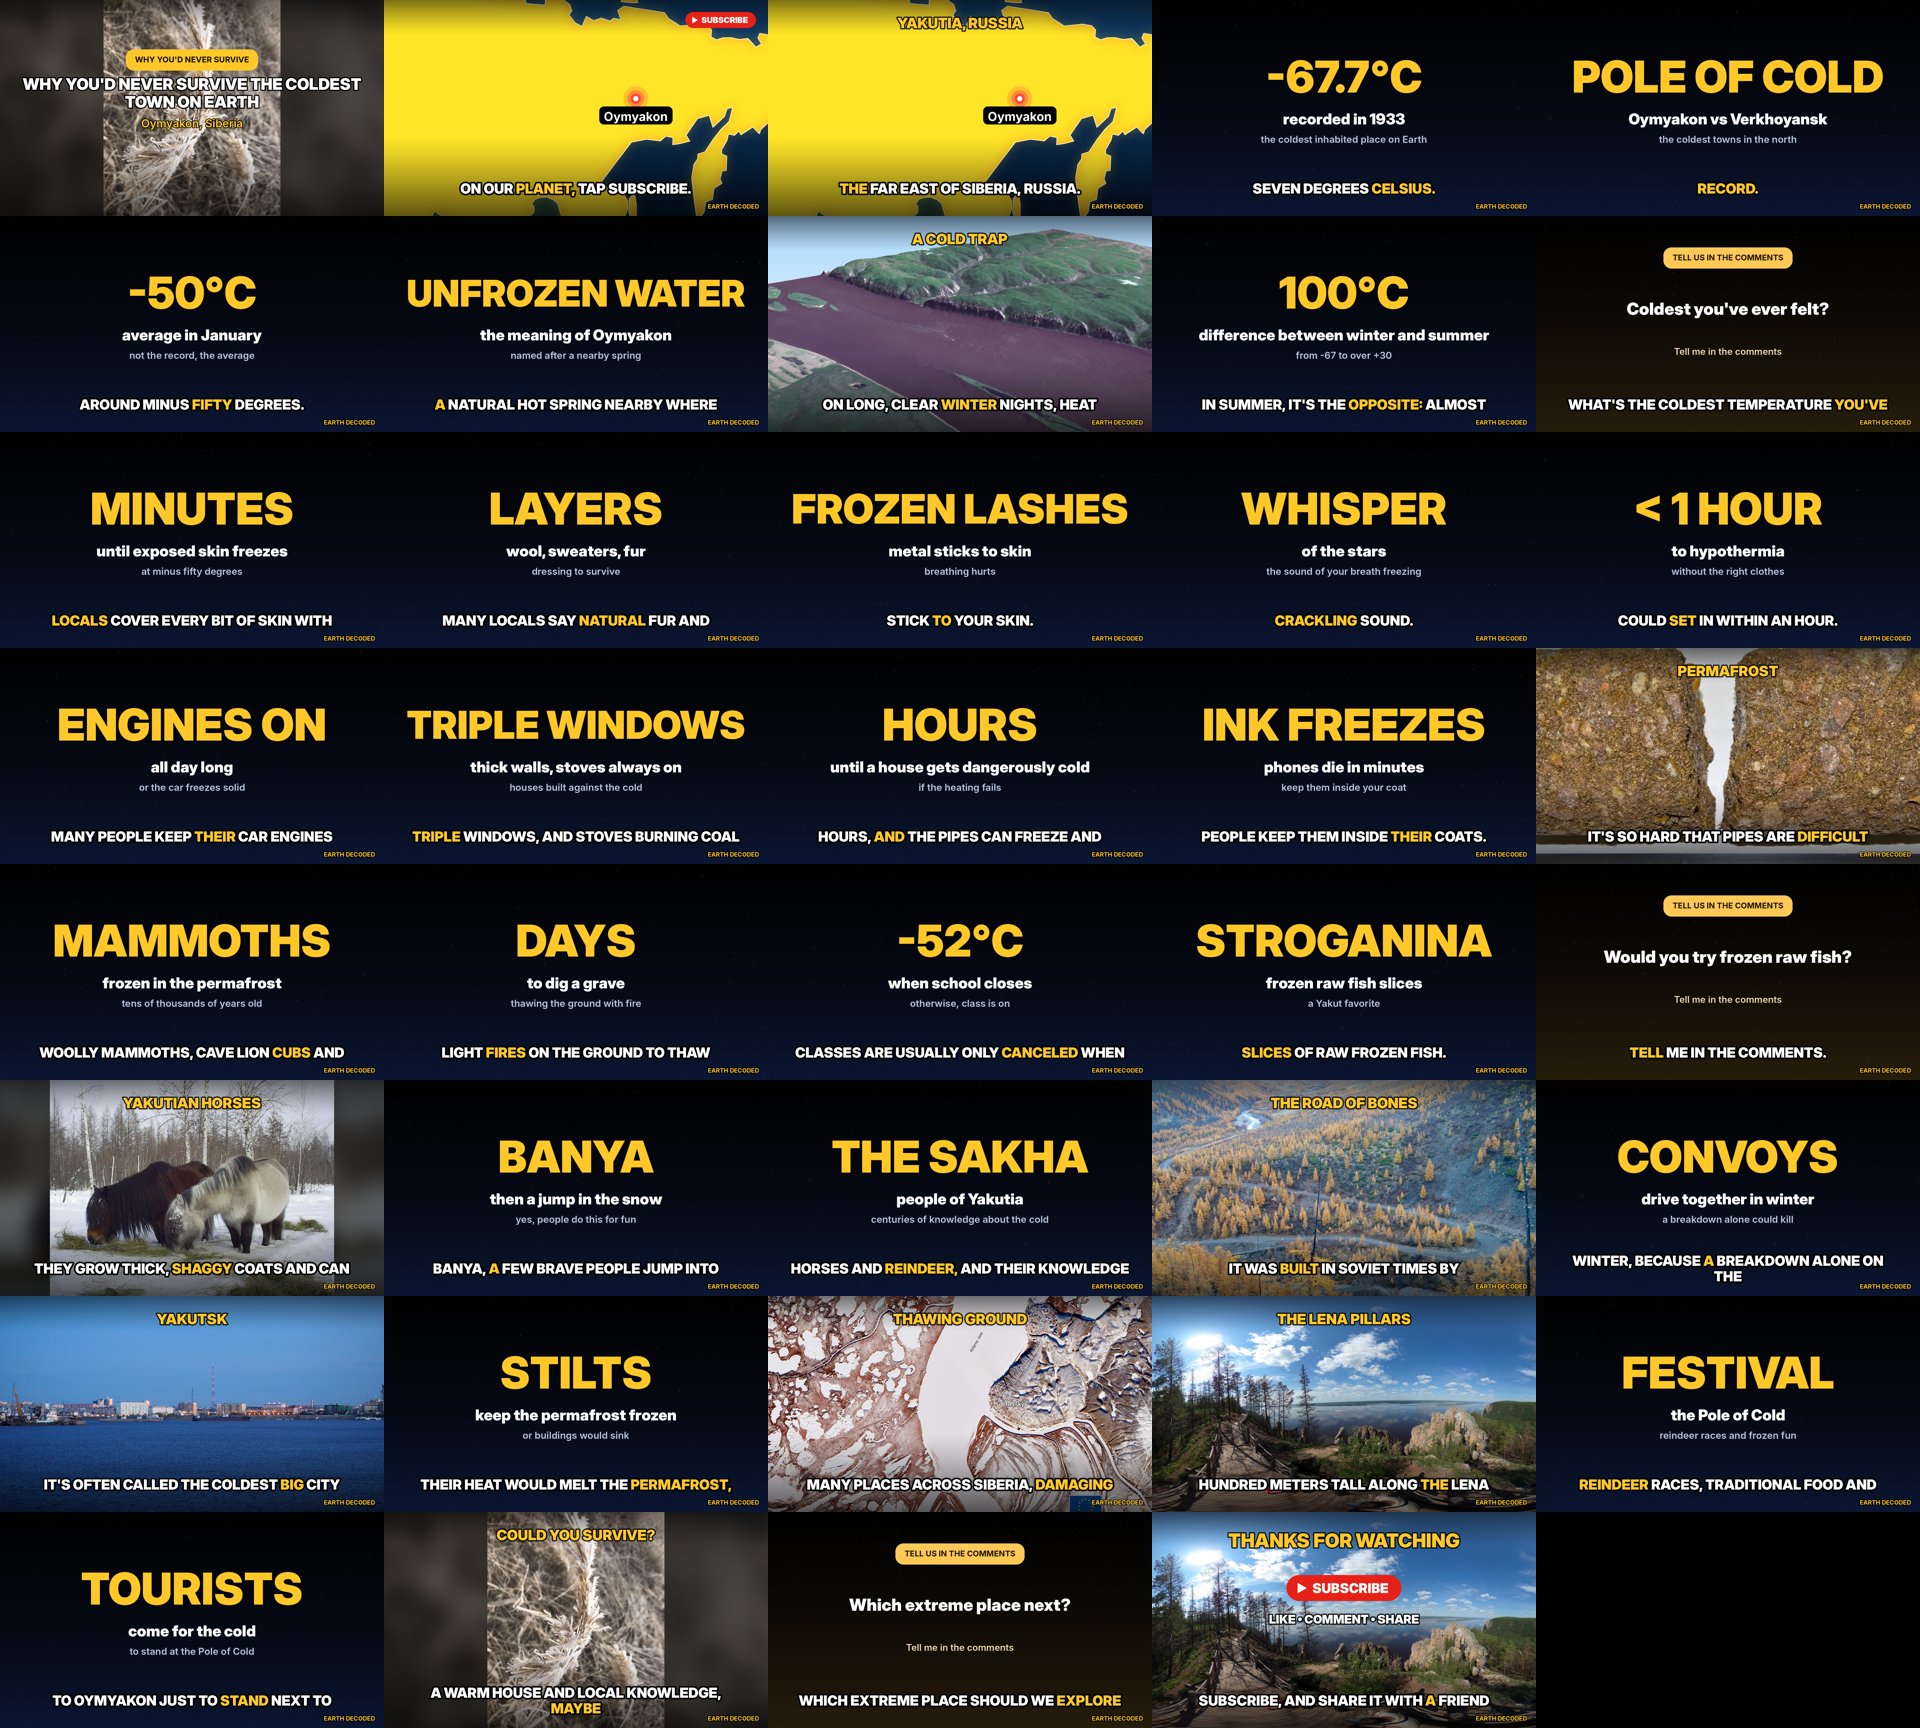 WHY YOU'D NEVER SURVIVE
WHY YOU'D NEVER SURVIVE THE COLDEST
TOWN ON EARTH
Oymyakon, Siberia
SUBSCRIBE
Oymyakon
ON OUR PLANET, TAP SUBSCRIBE.
EARTH DECODED
YAKUTIA, RUSSIA
Oymyakon
THE FAR EAST OF SIBERIA, RUSSIA.
EARTH DECODED
-67.7°C
recorded in 1933
the coldest inhabited place on Earth
SEVEN DEGREES CELSIUS.
EARTH DECODED
POLE OF COLD
Oymyakon vs Verkhoyansk
the coldest towns in the north
RECORD.
EARTH DECODED
-50°C
average in January
not the record, the average
AROUND MINUS FIFTY DEGREES.
EARTH DECODED
UNFROZEN WATER
the meaning of Oymyakon
named after a nearby spring
A NATURAL HOT SPRING NEARBY WHERE
EARTH DECODED
A COLD TRAP
ON LONG, CLEAR WINTER NIGHTS, HEAT
EARTH DECODED
100°C
difference between winter and summer
from -67 to over +30
IN SUMMER, IT'S THE OPPOSITE: ALMOST
EARTH DECODED
TELL US IN THE COMMENTS
Coldest you've ever felt?
Tell me in the comments
WHAT'S THE COLDEST TEMPERATURE YOU'VE
EARTH DECODED
MINUTES
until exposed skin freezes
at minus fifty degrees
LOCALS COVER EVERY BIT OF SKIN WITH
EARTH DECODED
LAYERS
wool, sweaters, fur
dressing to survive
MANY LOCALS SAY NATURAL FUR AND
EARTH DECODED
FROZEN LASHES
metal sticks to skin
breathing hurts
STICK TO YOUR SKIN.
EARTH DECODED
WHISPER
of the stars
the sound of your breath freezing
CRACKLING SOUND.
EARTH DECODED
< 1 HOUR
to hypothermia
without the right clothes
COULD SET IN WITHIN AN HOUR.
EARTH DECODED
ENGINES ON
all day long
or the car freezes solid
MANY PEOPLE KEEP THEIR CAR ENGINES
EARTH DECODED
TRIPLE WINDOWS
thick walls, stoves always on
houses built against the cold
TRIPLE WINDOWS, AND STOVES BURNING COAL
EARTH DECODED
HOURS
until a house gets dangerously cold
if the heating fails
HOURS, AND THE PIPES CAN FREEZE AND
EARTH DECODED
INK FREEZES
phones die in minutes
keep them inside your coat
PEOPLE KEEP THEM INSIDE THEIR COATS.
EARTH DECODED
PERMAFROST
IT'S SO HARD THAT PIPES ARE DIFFICULT
EARTH DECODED
MAMMOTHS
frozen in the permafrost
tens of thousands of years old
WOOLLY MAMMOTHS, CAVE LION CUBS AND
EARTH DECODED
DAYS
to dig a grave
thawing the ground with fire
LIGHT FIRES ON THE GROUND TO THAW
EARTH DECODED
-52°C
when school closes
otherwise, class is on
CLASSES ARE USUALLY ONLY CANCELED WHEN
EARTH DECODED
STROGANINA
frozen raw fish slices
a Yakut favorite
SLICES OF RAW FROZEN FISH.
EARTH DECODED
TELL US IN THE COMMENTS
Would you try frozen raw fish?
Tell me in the comments
TELL ME IN THE COMMENTS.
EARTH DECODED
YAKUTIAN HORSES
THEY GROW THICK, SHAGGY COATS AND CAN
EARTH DECODED
BANYA
then a jump in the snow
yes, people do this for fun
BANYA, A FEW BRAVE PEOPLE JUMP INTO
EARTH DECODED
THE SAKHA
people of Yakutia
centuries of knowledge about the cold
HORSES AND REINDEER, AND THEIR KNOWLEDGE
EARTH DECODED
THE ROAD OF BONES
IT WAS BUILT IN SOVIET TIMES BY
EARTH DECODED
CONVOYS
drive together in winter
a breakdown alone could kill
WINTER, BECAUSE A BREAKDOWN ALONE ON
THE
EARTH DECODED
YAKUTSK
IT'S OFTEN CALLED THE COLDEST BIG CITY
EARTH DECODED
STILTS
keep the permafrost frozen
or buildings would sink
THEIR HEAT WOULD MELT THE PERMAFROST,
EARTH DECODED
THAWING GROUND
MANY PLACES ACROSS SIBERIA, DAMAGING
EARTH DECODED
THE LENA PILLARS
HUNDRED METERS TALL ALONG THE LENA
EARTH DECODED
FESTIVAL
the Pole of Cold
reindeer races and frozen fun
REINDEER RACES, TRADITIONAL FOOD AND
EARTH DECODED
TOURISTS
come for the cold
to stand at the Pole of Cold
TO OYMYAKON JUST TO STAND NEXT TO
EARTH DECODED
COULD YOU SURVIVE?
A WARM HOUSE AND LOCAL KNOWLEDGE,
MAYBE
EARTH DECODED
TELL US IN THE COMMENTS
Which extreme place next?
Tell me in the comments
WHICH EXTREME PLACE SHOULD WE EXPLORE
EARTH DECODED
THANKS FOR WATCHING
SUBSCRIBE
LIKE • COMMENT • SHARE
SUBSCRIBE, AND SHARE IT WITH A FRIEND
EARTH DECODED